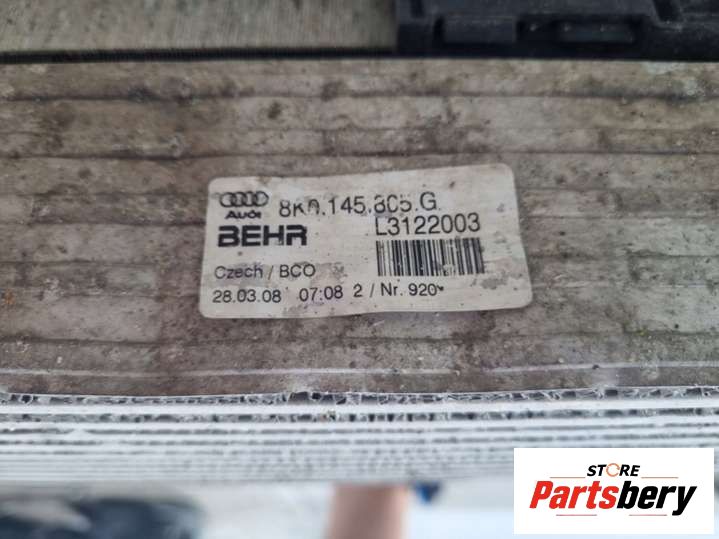 Audi 8K0.145.805.G.
BEHR L3122003
Czech / BCO
28.03.08 07:08 2 / Nr. 920
STORE
Partsbery